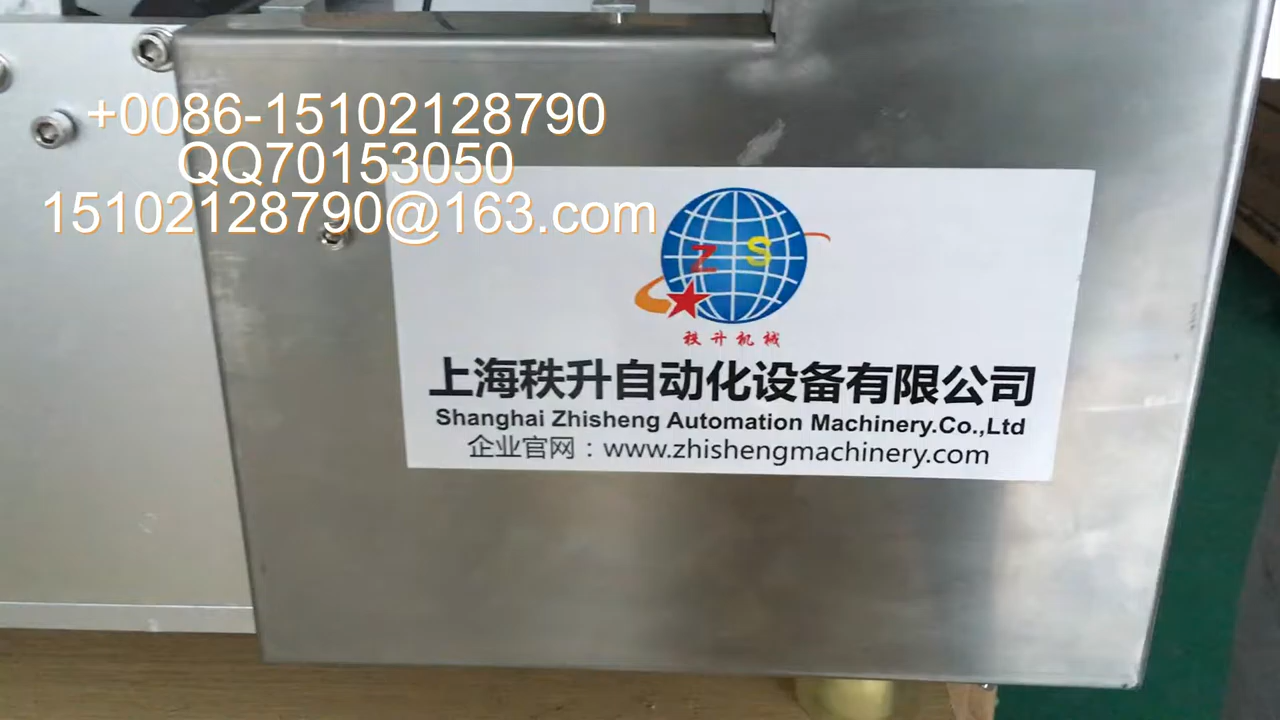 +0086-15102128790
QQ70153050
15102128790@163.com
Z S
秩升机械
上海秩升自动化设备有限公司
Shanghai Zhisheng Automation Machinery.Co.,Ltd
企业官网：www.zhishengmachinery.com